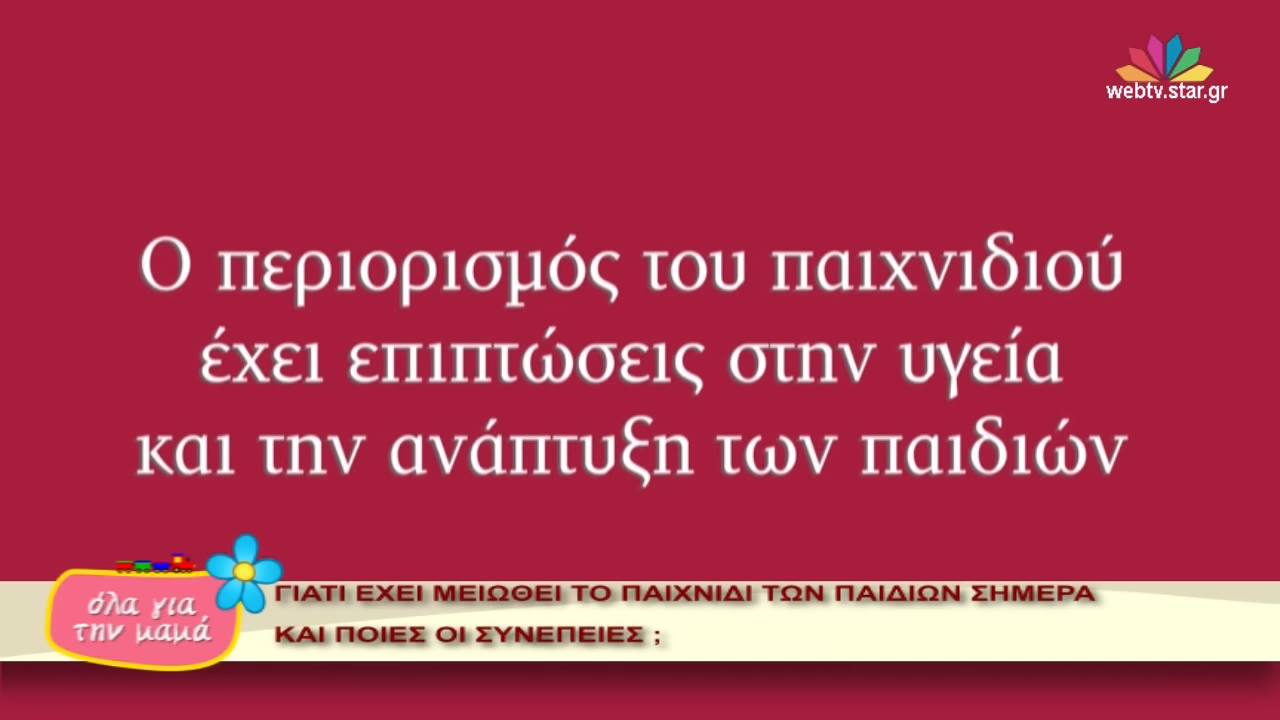 webtv.star.gr
Ο περιορισμός του παιχνιδιού
έχει επιπτώσεις στην υγεία
και την ανάπτυξη των παιδιών
όλα για
την μαμά
ΓΙΑΤΙ ΕΧΕΙ ΜΕΙΩΘΕΙ ΤΟ ΠΑΙΧΝΙΔΙ ΤΩΝ ΠΑΙΔΙΩΝ ΣΗΜΕΡΑ
ΚΑΙ ΠΟΙΕΣ ΟΙ ΣΥΝΕΠΕΙΕΣ ;